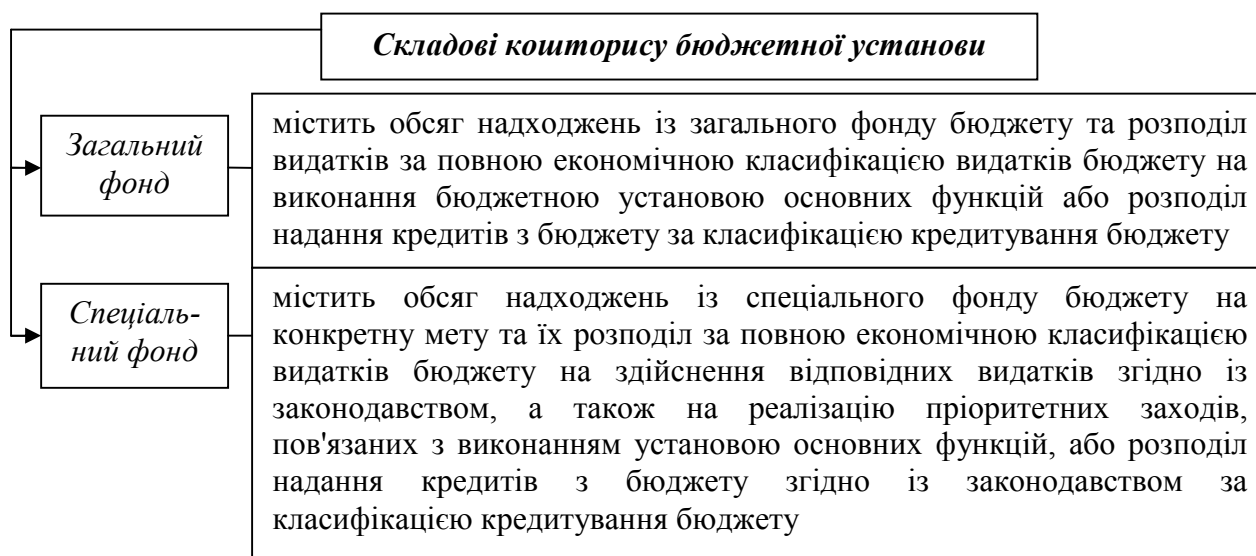 Складові кошторису бюджетної установи
Загальний
фонд
містить обсяг надходжень із загального фонду бюджету та розподіл
видатків за повною економічною класифікацією видатків бюджету на
виконання бюджетною установою основних функцій або розподіл
надання кредитів з бюджету за класифікацією кредитування бюджету
Спеціаль-
ний фонд
містить обсяг надходжень із спеціального фонду бюджету на
конкретну мету та їх розподіл за повною економічною класифікацією
видатків бюджету на здійснення відповідних видатків згідно із
законодавством, а також на реалізацію пріоритетних заходів,
пов'язаних з виконанням установою основних функцій, або розподіл
надання кредитів з бюджету згідно із законодавством за
класифікацією кредитування бюджету